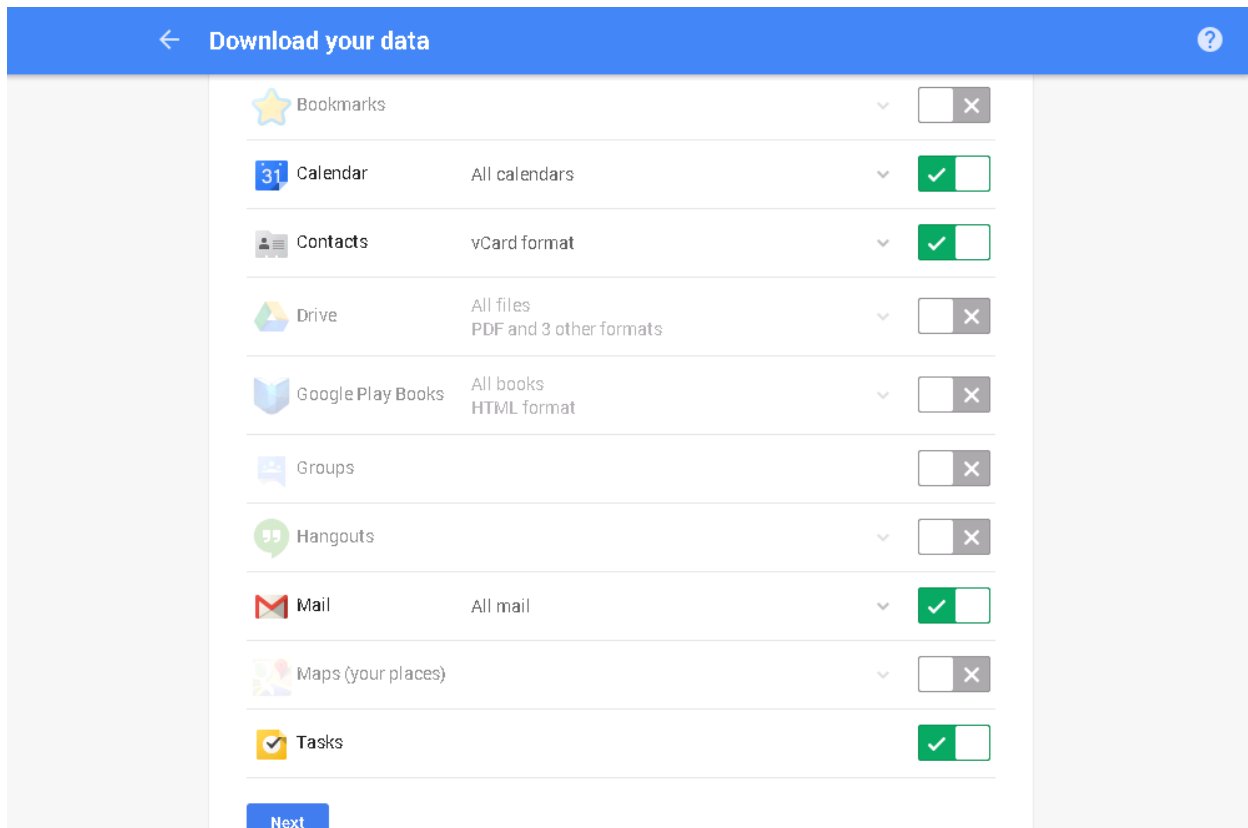 Download your data
?
Bookmarks
31 Calendar All calendars
Contacts vCard format
Drive All files
PDF and 3 other formats
Google Play Books All books
HTML format
Groups
Hangouts
Mail All mail
Maps (your places)
Tasks
Next